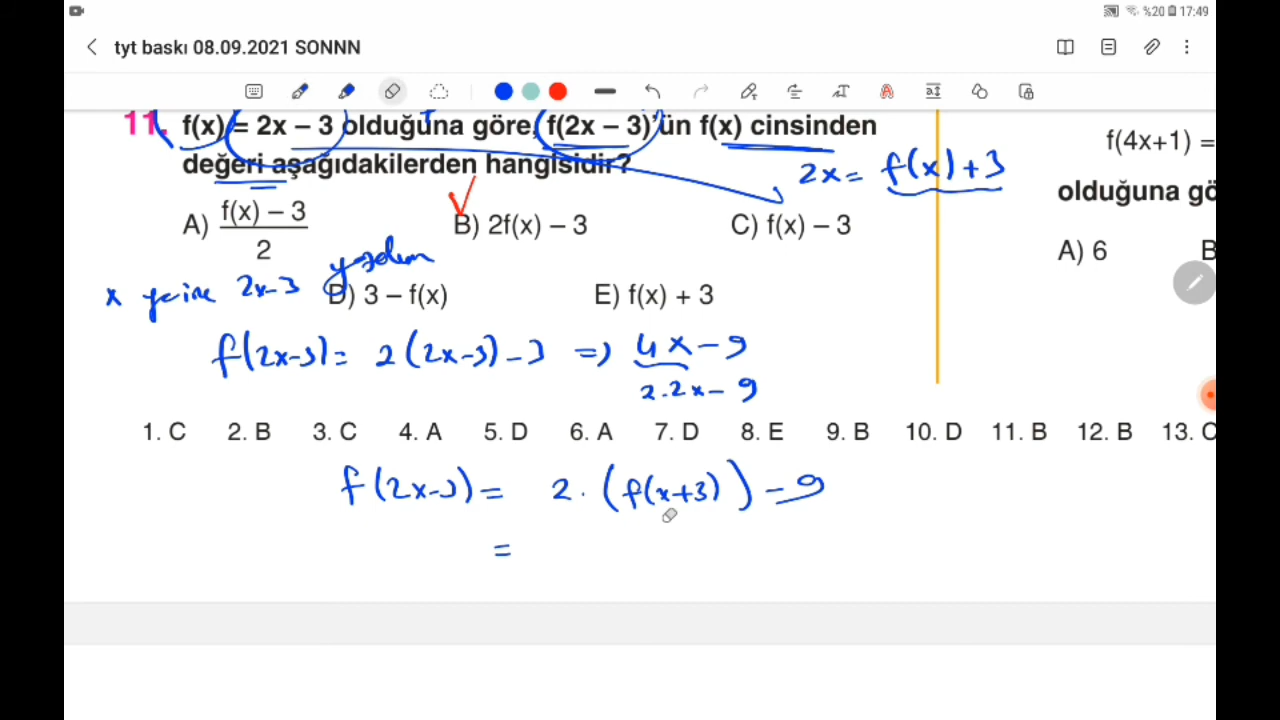 %20 17:49
tyt baskı 08.09.2021 SONNN
11. f(x) = 2x – 3 olduğuna göre, f(2x – 3)'ün f(x) cinsinden
değeri aşağıdakilerden hangisidir?
2x = f(x)+3
A) f(x) – 3 / 2
B) 2f(x) – 3
C) f(x) – 3
x yerine 2x-3 yazdım
D) 3 – f(x)
E) f(x) + 3
f(2x-3) = 2(2x-3)-3 => 4x-9
2.2x-9
1. C 2. B 3. C 4. A 5. D 6. A 7. D 8. E 9. B 10. D 11. B 12. B 13. C
f(2x-3) = 2.(f(x+3))-9
=
f(4x+1) =
olduğuna gö
A) 6 B